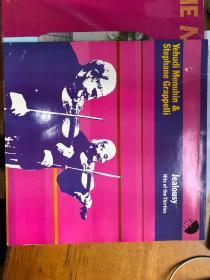 Yehudi Menuhin &
Stephane Grappelli
Jealousy
Hits of the Thirties